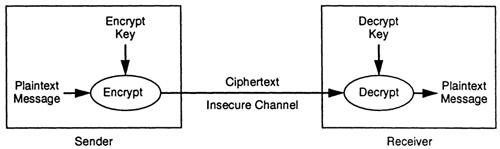 Encrypt
Key
Plaintext
Message
Encrypt
Ciphertext
Insecure Channel
Decrypt
Key
Decrypt
Plaintext
Message
Sender
Receiver